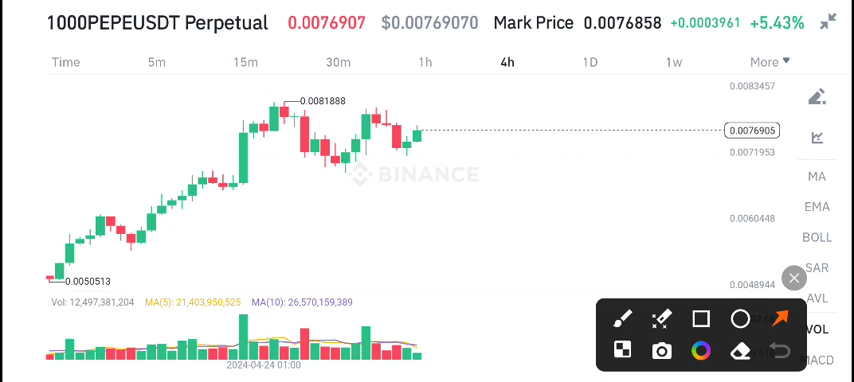 1000PEPEUSDT Perpetual 0.0076907 $0.00769070 Mark Price 0.0076858 +0.0003961 +5.43%
Time 5m 15m 30m 1h 4h 1D 1w More
0.0083457
0.0081888
0.0076905
0.0071953
BINANCE
MA
EMA
0.0060448
BOLL
SAR
0.0050513
0.0048944
AVL
Vol: 12,497,381,204 MA(5): 21,403,950,525 MA(10): 26,570,159,389
VOL
MACD
2024-04-24 01:00